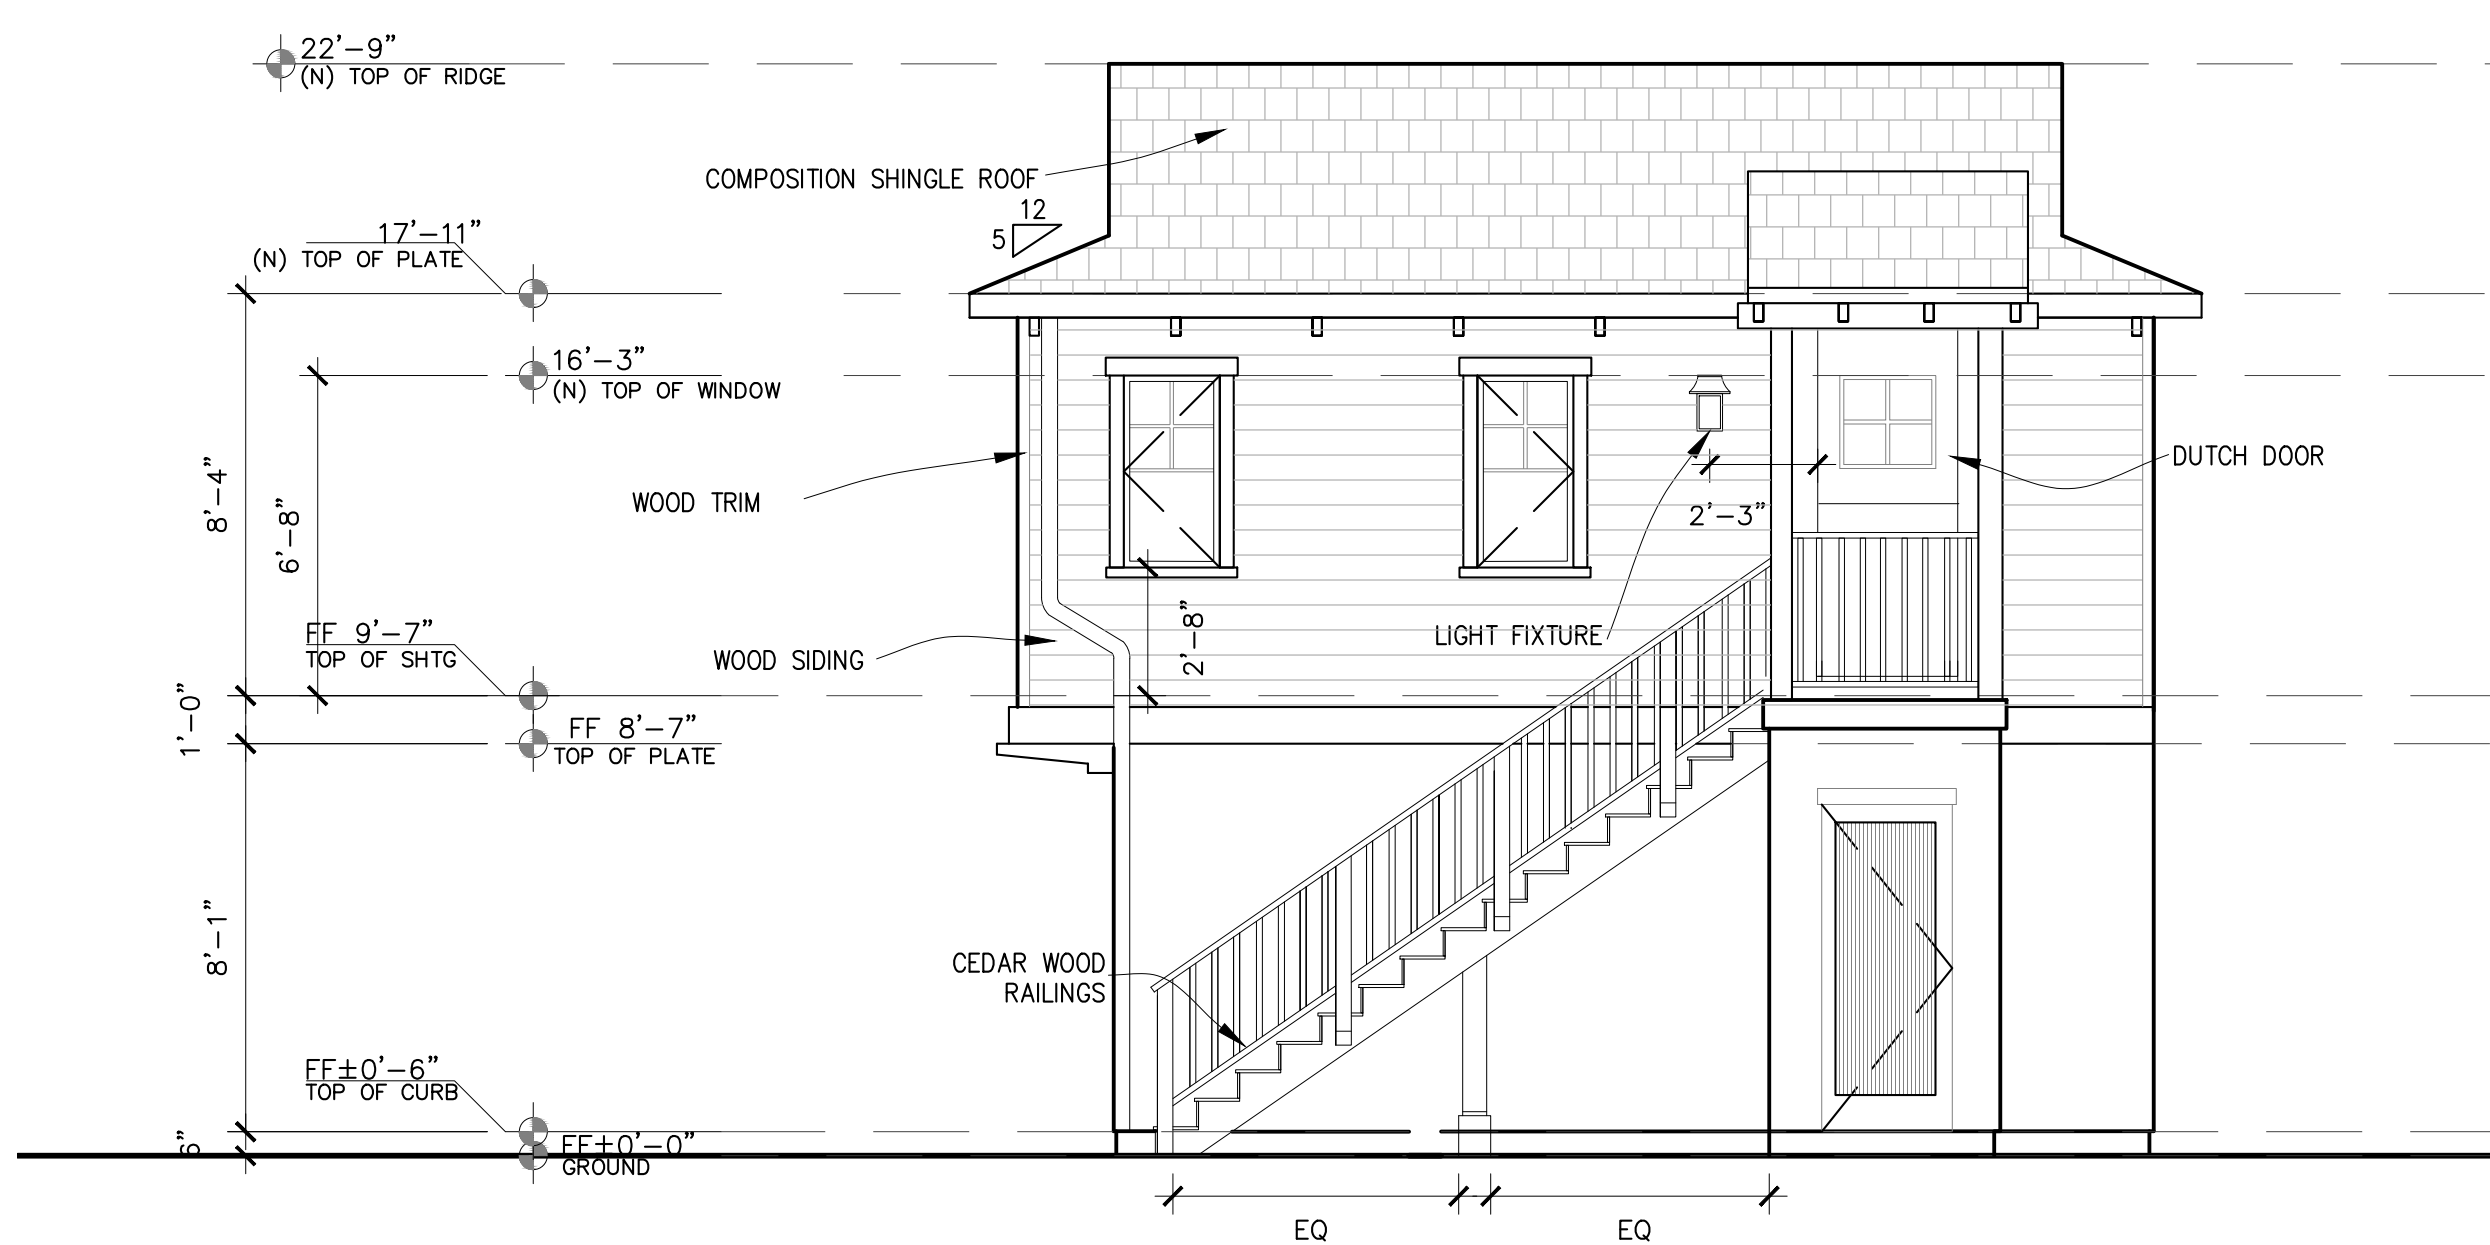 22'-9"
(N) TOP OF RIDGE
COMPOSITION SHINGLE ROOF
12
5
17'-11"
(N) TOP OF PLATE
16'-3"
(N) TOP OF WINDOW
8'-4"
6'-8"
WOOD TRIM
DUTCH DOOR
2'-3"
FF 9'-7"
TOP OF SHTG
WOOD SIDING
2'-8"
LIGHT FIXTURE
1'-0"
FF 8'-7"
TOP OF PLATE
8'-1"
CEDAR WOOD
RAILINGS
FF±0'-6"
TOP OF CURB
6"
FF±0'-0"
GROUND
EQ
EQ